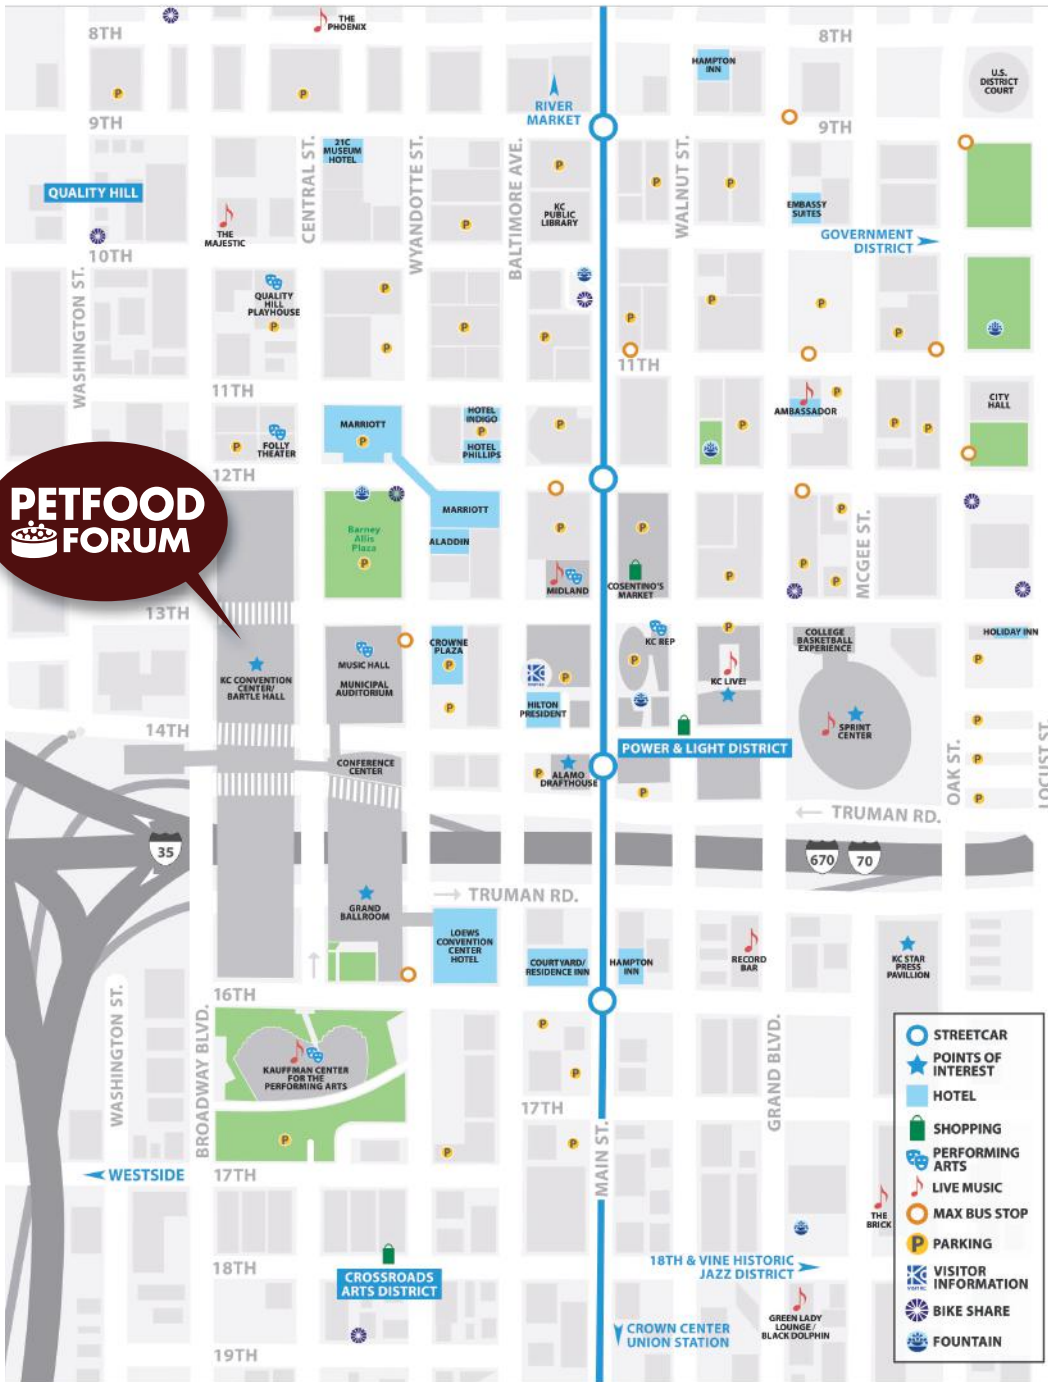 8TH
THE
PHOENIX
8TH
HAMPTON
INN
U.S.
DISTRICT
COURT
P
P
RIVER
MARKET
9TH
9TH
CENTRAL ST.
21C
MUSEUM
HOTEL
WYANDOTTE ST.
BALTIMORE AVE.
P
WALNUT ST.
P
P
QUALITY HILL
KC
PUBLIC
LIBRARY
EMBASSY
SUITES
P
THE
MAJESTIC
GOVERNMENT
DISTRICT
10TH
WASHINGTON ST.
QUALITY
HILL
PLAYHOUSE
P
P
P
P
P
P
P
P
P
P
11TH
11TH
MARRIOTT
P
HOTEL
INDIGO
P
HOTEL
PHILLIPS
P
AMBASSADOR
P
CITY
HALL
P
P
P
P
FOLLY
THEATER
12TH
PETFOOD
FORUM
MARRIOTT
ALADDIN
Barney
Allis
Plaza
P
P
P
P
MCGEE ST.
MIDLAND
COSENTINO'S
MARKET
P
P
P
13TH
KC CONVENTION
CENTER/
BARTLE HALL
MUSIC HALL
MUNICIPAL
AUDITORIUM
CROWNE
PLAZA
P
P
P
HILTON
PRESIDENT
KC REP
P
P
KC LIVE!
COLLEGE
BASKETBALL
EXPERIENCE
HOLIDAY INN
P
SPRINT
CENTER
P
P
P
14TH
POWER & LIGHT DISTRICT
CONFERENCE
CENTER
P
ALAMO
DRAFTHOUSE
P
OAK ST.
LOCUST ST.
TRUMAN RD.
35
670
70
TRUMAN RD.
GRAND
BALLROOM
LOEWS
CONVENTION
CENTER
HOTEL
COURTYARD/
RESIDENCE INN
HAMPTON
INN
RECORD
BAR
KC STAR
PRESS
PAVILION
16TH
WASHINGTON ST.
BROADWAY BLVD.
KAUFFMAN CENTER
FOR THE
PERFORMING ARTS
P
P
P
17TH
P
P
MAIN ST.
GRAND BLVD.
WESTSIDE
17TH
THE
BRICK
18TH
CROSSROADS
ARTS DISTRICT
18TH & VINE HISTORIC
JAZZ DISTRICT
GREEN LADY
LOUNGE /
BLACK DOLPHIN
CROWN CENTER
UNION STATION
19TH
STREETCAR
POINTS OF
INTEREST
HOTEL
SHOPPING
PERFORMING
ARTS
LIVE MUSIC
MAX BUS STOP
P
PARKING
VISITOR
INFORMATION
BIKE SHARE
FOUNTAIN